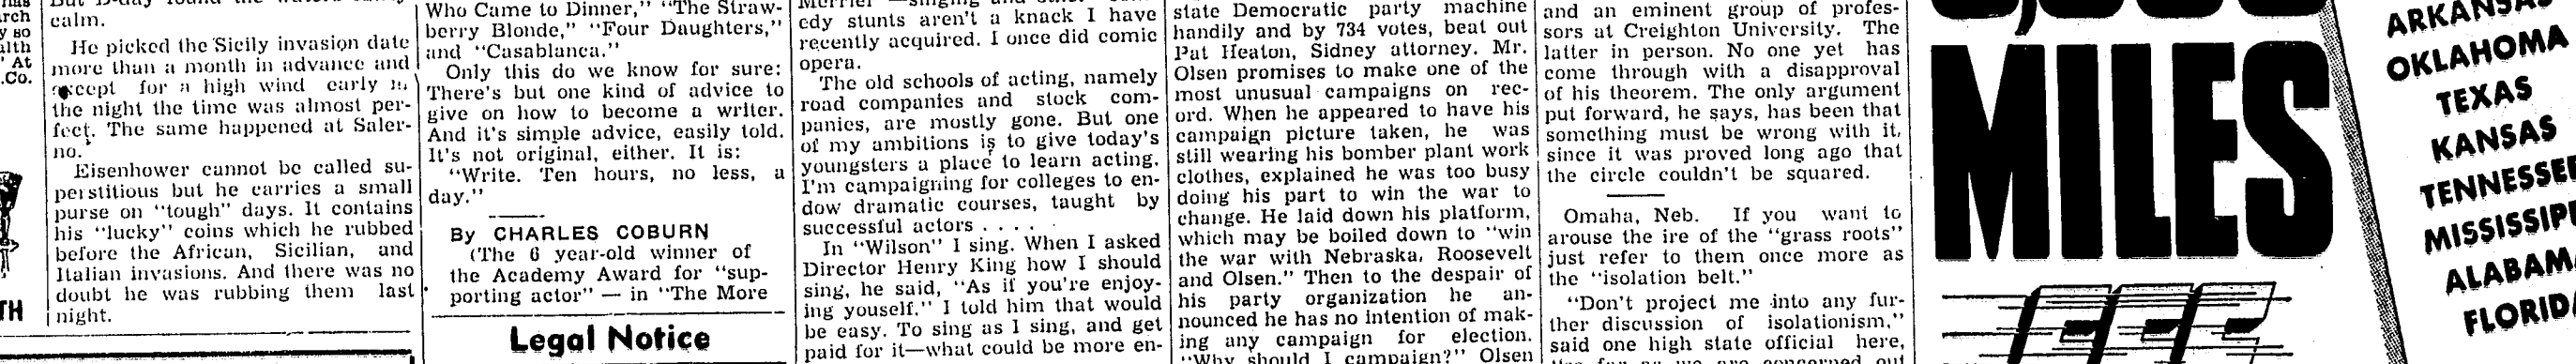 calm.
He picked the Sicily invasion date
more than a month in advance and
except for a high wind early in
the night the time was almost per-
fect. The same happened at Saler-
no.
Eisenhower cannot be called su-
perstitious but he carries a small
purse on "tough" days. It contains
his "lucky" coins which he rubbed
before the African, Sicilian, and
Italian invasions. And there was no
doubt he was rubbing them last
night.
Who Came to Dinner," "The Straw-
berry Blonde," "Four Daughters,"
and "Casablanca."
Only this do we know for sure:
There's but one kind of advice to
give on how to become a writer.
And it's simple advice, easily told.
It's not original, either. It is:
"Write. Ten hours, no less, a
day."
By CHARLES COBURN
(The 6 year-old winner of
the Academy Award for "sup-
porting actor" — in "The More
Legal Notice
edy stunts aren't a knack I have
recently acquired. I once did comic
opera.
The old schools of acting, namely
road companies and stock com-
panies, are mostly gone. But one
of my ambitions is to give today's
youngsters a place to learn acting.
I'm campaigning for colleges to en-
dow dramatic courses, taught by
successful actors . . . .
In "Wilson" I sing. When I asked
Director Henry King how I should
sing, he said, "As if you're enjoy-
ing youself." I told him that would
be easy. To sing as I sing, and get
paid for it—what could be more en-
state Democratic party machine
handily and by 734 votes, beat out
Pat Heaton, Sidney attorney. Mr.
Olsen promises to make one of the
most unusual campaigns on rec-
ord. When he appeared to have his
campaign picture taken, he was
still wearing his bomber plant work
clothes, explained he was too busy
doing his part to win the war to
change. He laid down his platform,
which may be boiled down to "win
the war with Nebraska, Roosevelt
and Olsen." Then to the despair of
his party organization he an-
nounced he has no intention of mak-
ing any campaign for election.
"Why should I campaign?" Olsen
and an eminent group of profes-
sors at Creighton University. The
latter in person. No one yet has
come through with a disapproval
of his theorem. The only argument
put forward, he says, has been that
something must be wrong with it,
since it was proved long ago that
the circle couldn't be squared.
Omaha, Neb. If you want to
arouse the ire of the "grass roots"
just refer to them once more as
the "isolation belt."
"Don't project me into any fur-
ther discussion of isolationism,"
said one high state official here,
MILES
ARKANSAS
OKLAHOMA
TEXAS
KANSAS
TENNESSEE
MISSISSIP
ALABAMA
FLORIDA